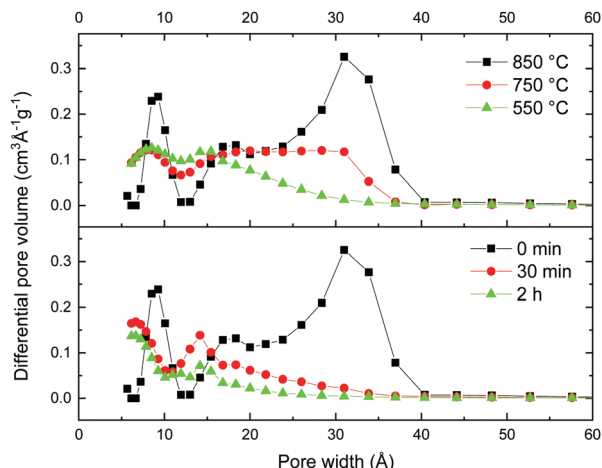 0 10 20 30 40 50 60
0.3
0.2
0.1
0.0
850 °C
750 °C
550 °C
0.3
0.2
0.1
0.0
0 min
30 min
2 h
Differential pore volume (cm³Å-¹g-¹)
0 10 20 30 40 50 60
Pore width (Å)